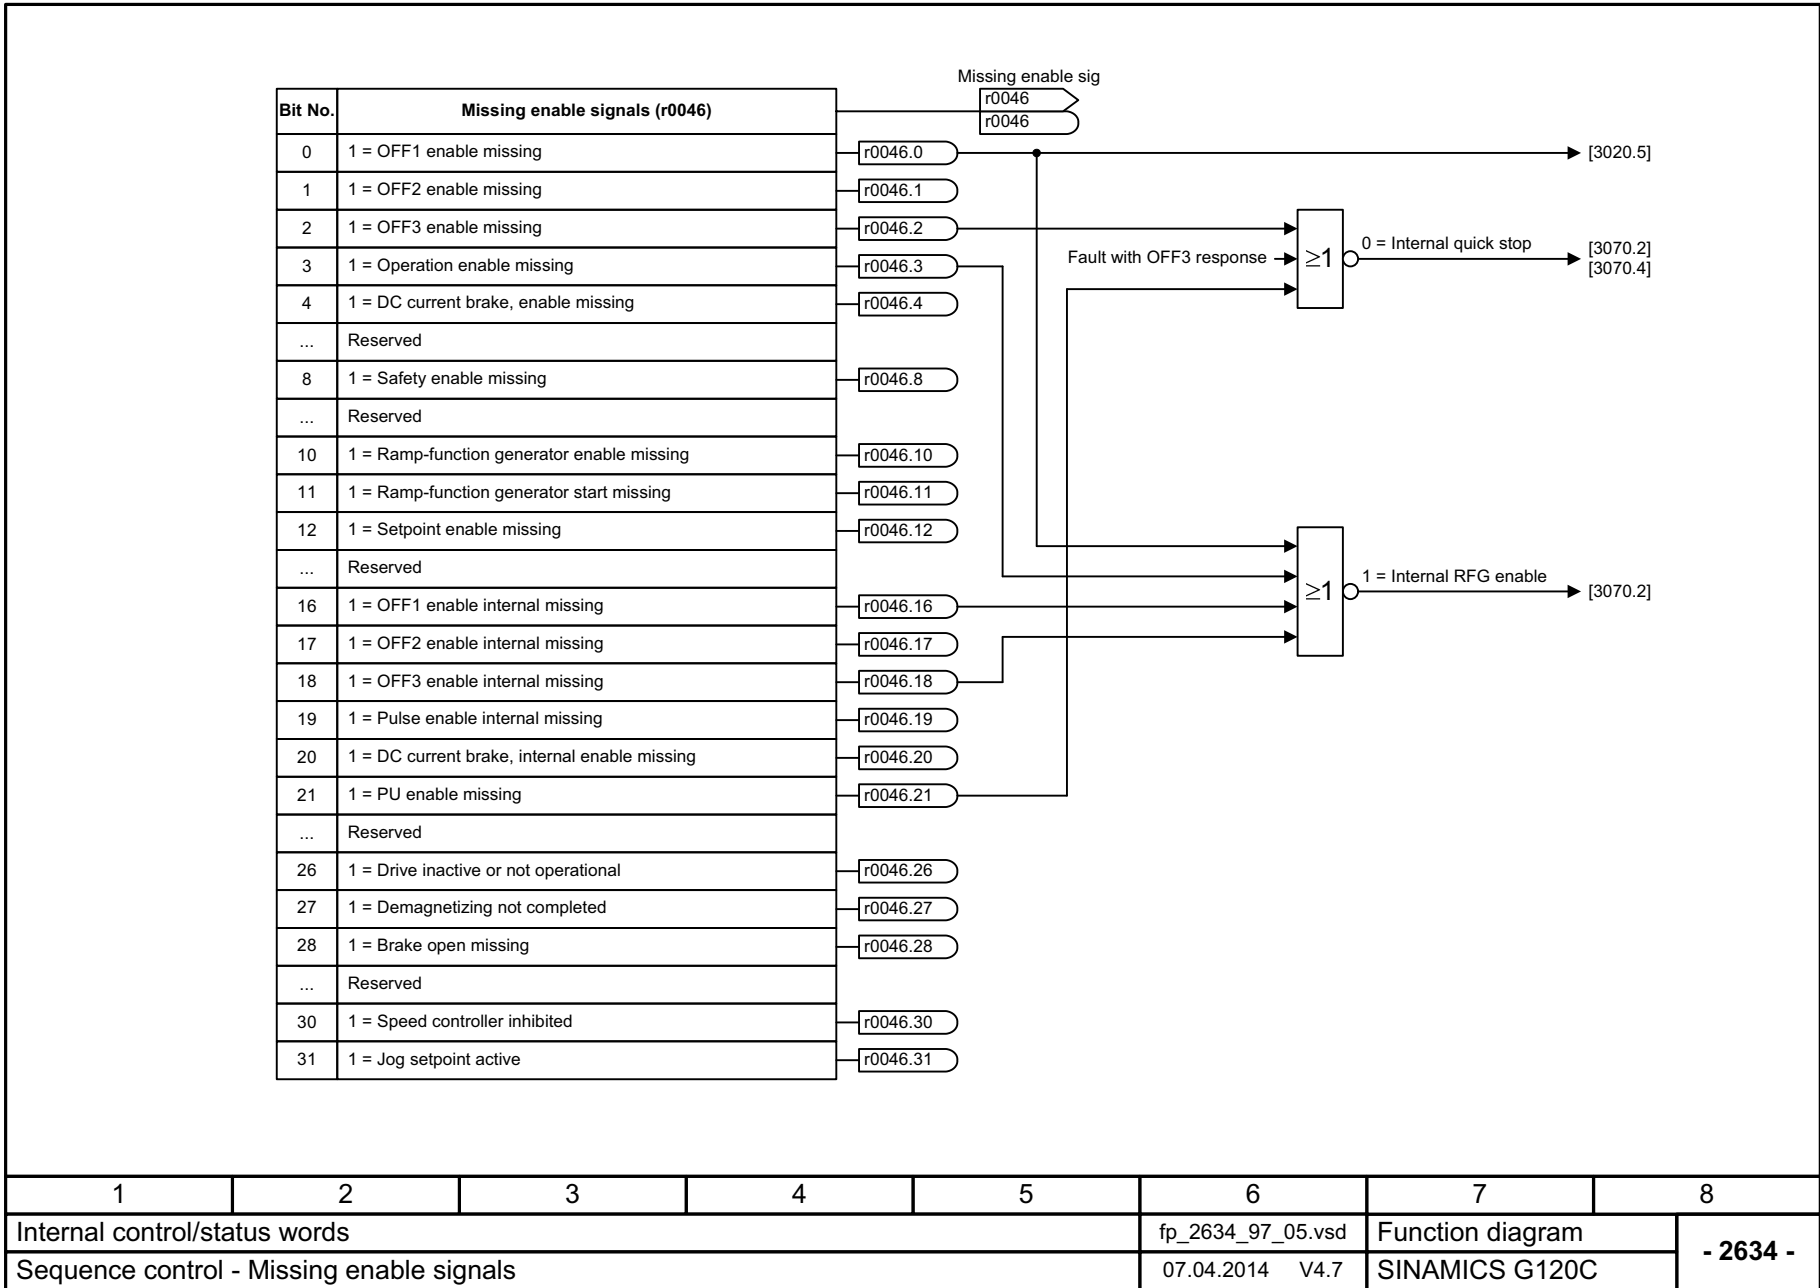 Missing enable sig
r0046
r0046
Bit No. Missing enable signals (r0046)
0 1 = OFF1 enable missing r0046.0 [3020.5]
1 1 = OFF2 enable missing r0046.1
2 1 = OFF3 enable missing r0046.2
3 1 = Operation enable missing r0046.3
Fault with OFF3 response ≥1 0 = Internal quick stop [3070.2]
[3070.4]
4 1 = DC current brake, enable missing r0046.4
... Reserved
8 1 = Safety enable missing r0046.8
... Reserved
10 1 = Ramp-function generator enable missing r0046.10
11 1 = Ramp-function generator start missing r0046.11
12 1 = Setpoint enable missing r0046.12
... Reserved
≥1 1 = Internal RFG enable [3070.2]
16 1 = OFF1 enable internal missing r0046.16
17 1 = OFF2 enable internal missing r0046.17
18 1 = OFF3 enable internal missing r0046.18
19 1 = Pulse enable internal missing r0046.19
20 1 = DC current brake, internal enable missing r0046.20
21 1 = PU enable missing r0046.21
... Reserved
26 1 = Drive inactive or not operational r0046.26
27 1 = Demagnetizing not completed r0046.27
28 1 = Brake open missing r0046.28
... Reserved
30 1 = Speed controller inhibited r0046.30
31 1 = Jog setpoint active r0046.31
1 2 3 4 5 6 7 8
Internal control/status words fp_2634_97_05.vsd Function diagram - 2634 -
Sequence control - Missing enable signals 07.04.2014 V4.7 SINAMICS G120C